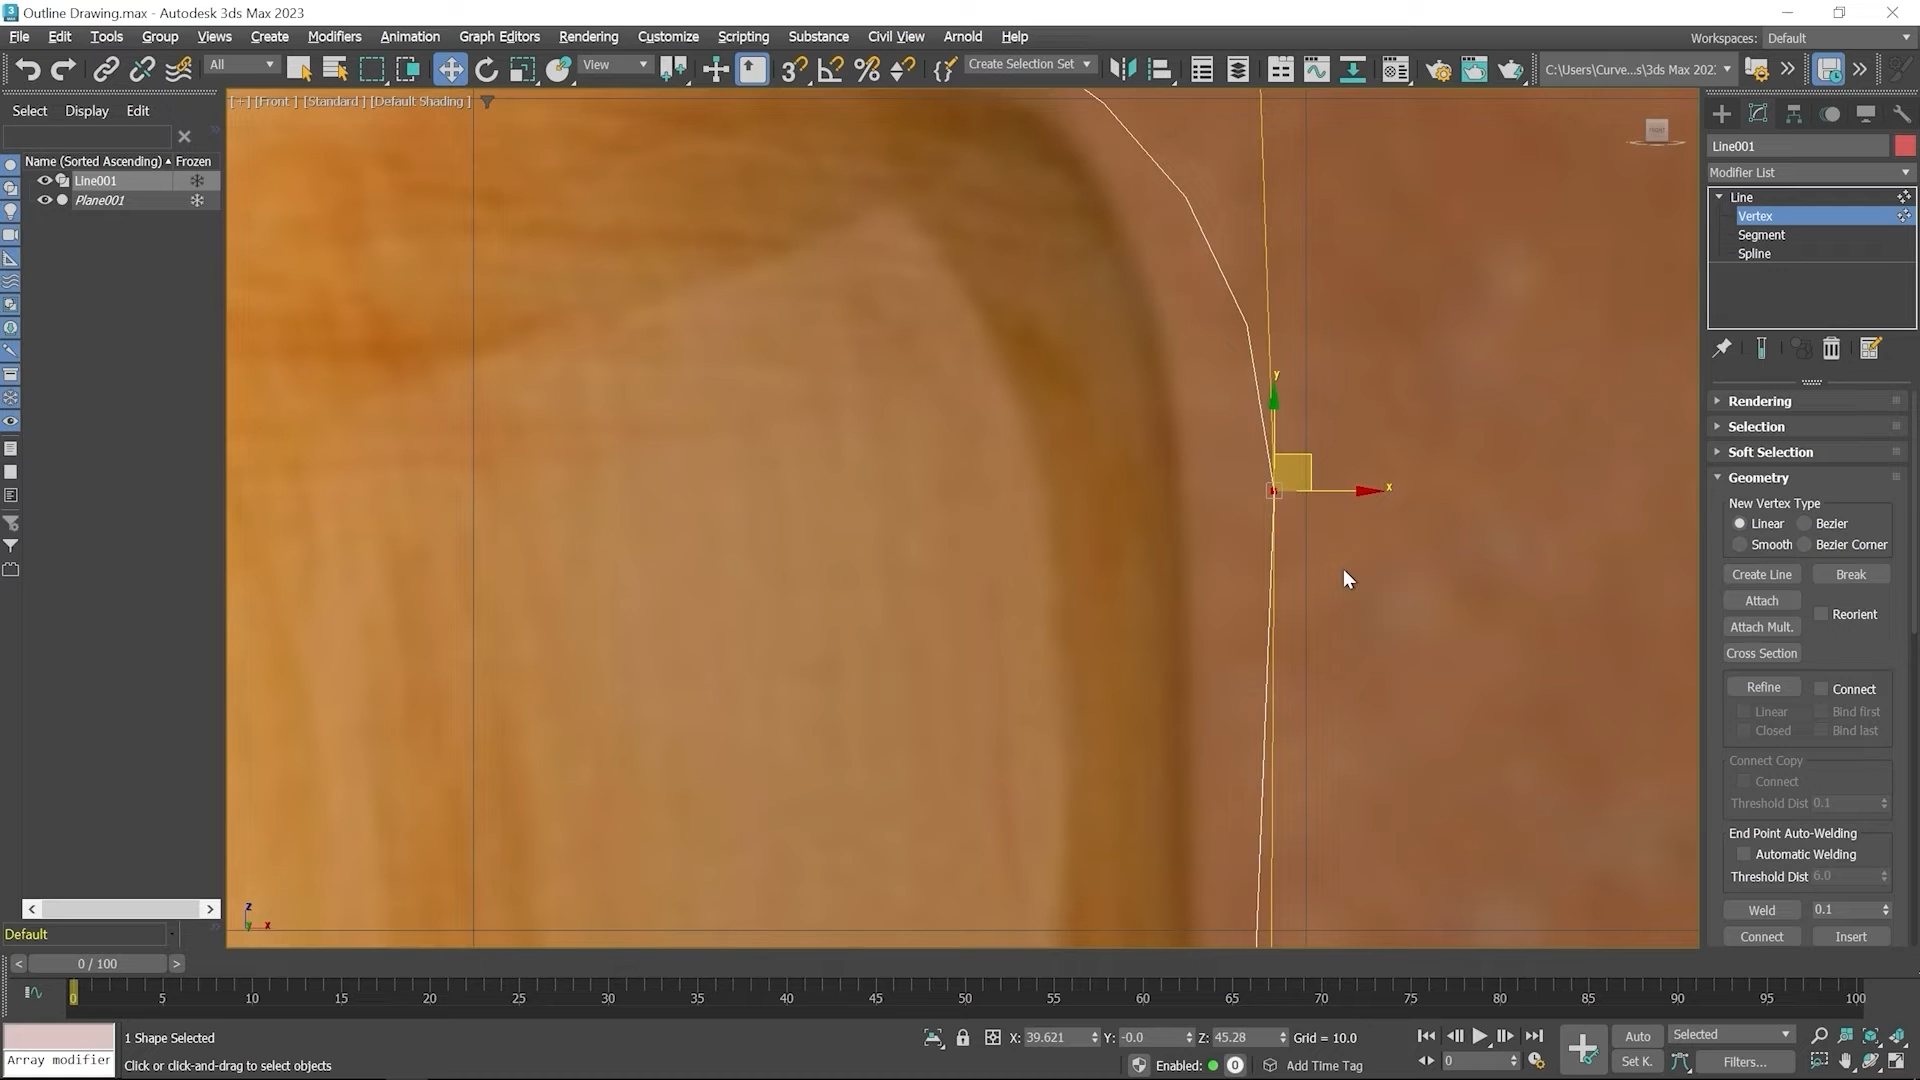 Outline Drawing.max - Autodesk 3ds Max 2023
File Edit Tools Group Views Create Modifiers Animation Graph Editors Rendering Customize Scripting Substance Civil View Arnold Help
Workspaces: Default
All View Create Selection Set C:\Users\Curve...s\3ds Max 202
[+] [Front ] [Standard ] [Default Shading ]
Select Display Edit
Name (Sorted Ascending) Frozen
Line001
Plane001
FRONT
y
x
z
x
Line001
Modifier List
Line
Vertex
Segment
Spline
Rendering
Selection
Soft Selection
Geometry
New Vertex Type
Linear Bezier
Smooth Bezier Corner
Create Line Break
Attach
Reorient
Attach Mult.
Cross Section
Refine Connect
Linear Bind first
Closed Bind last
Connect Copy
Connect
Threshold Dist 0.1
End Point Auto-Welding
Automatic Welding
Threshold Dist 6.0
Weld 0.1
Connect Insert
Default
< 0 / 100 >
0 5 10 15 20 25 30 35 40 45 50 55 60 65 70 75 80 85 90 95 100
1 Shape Selected
X: 39.621 Y: -0.0 Z: 45.28 Grid = 10.0
Auto Selected
Array modifier
Click or click-and-drag to select objects
Enabled: 0 Add Time Tag
0
Set K. Filters...